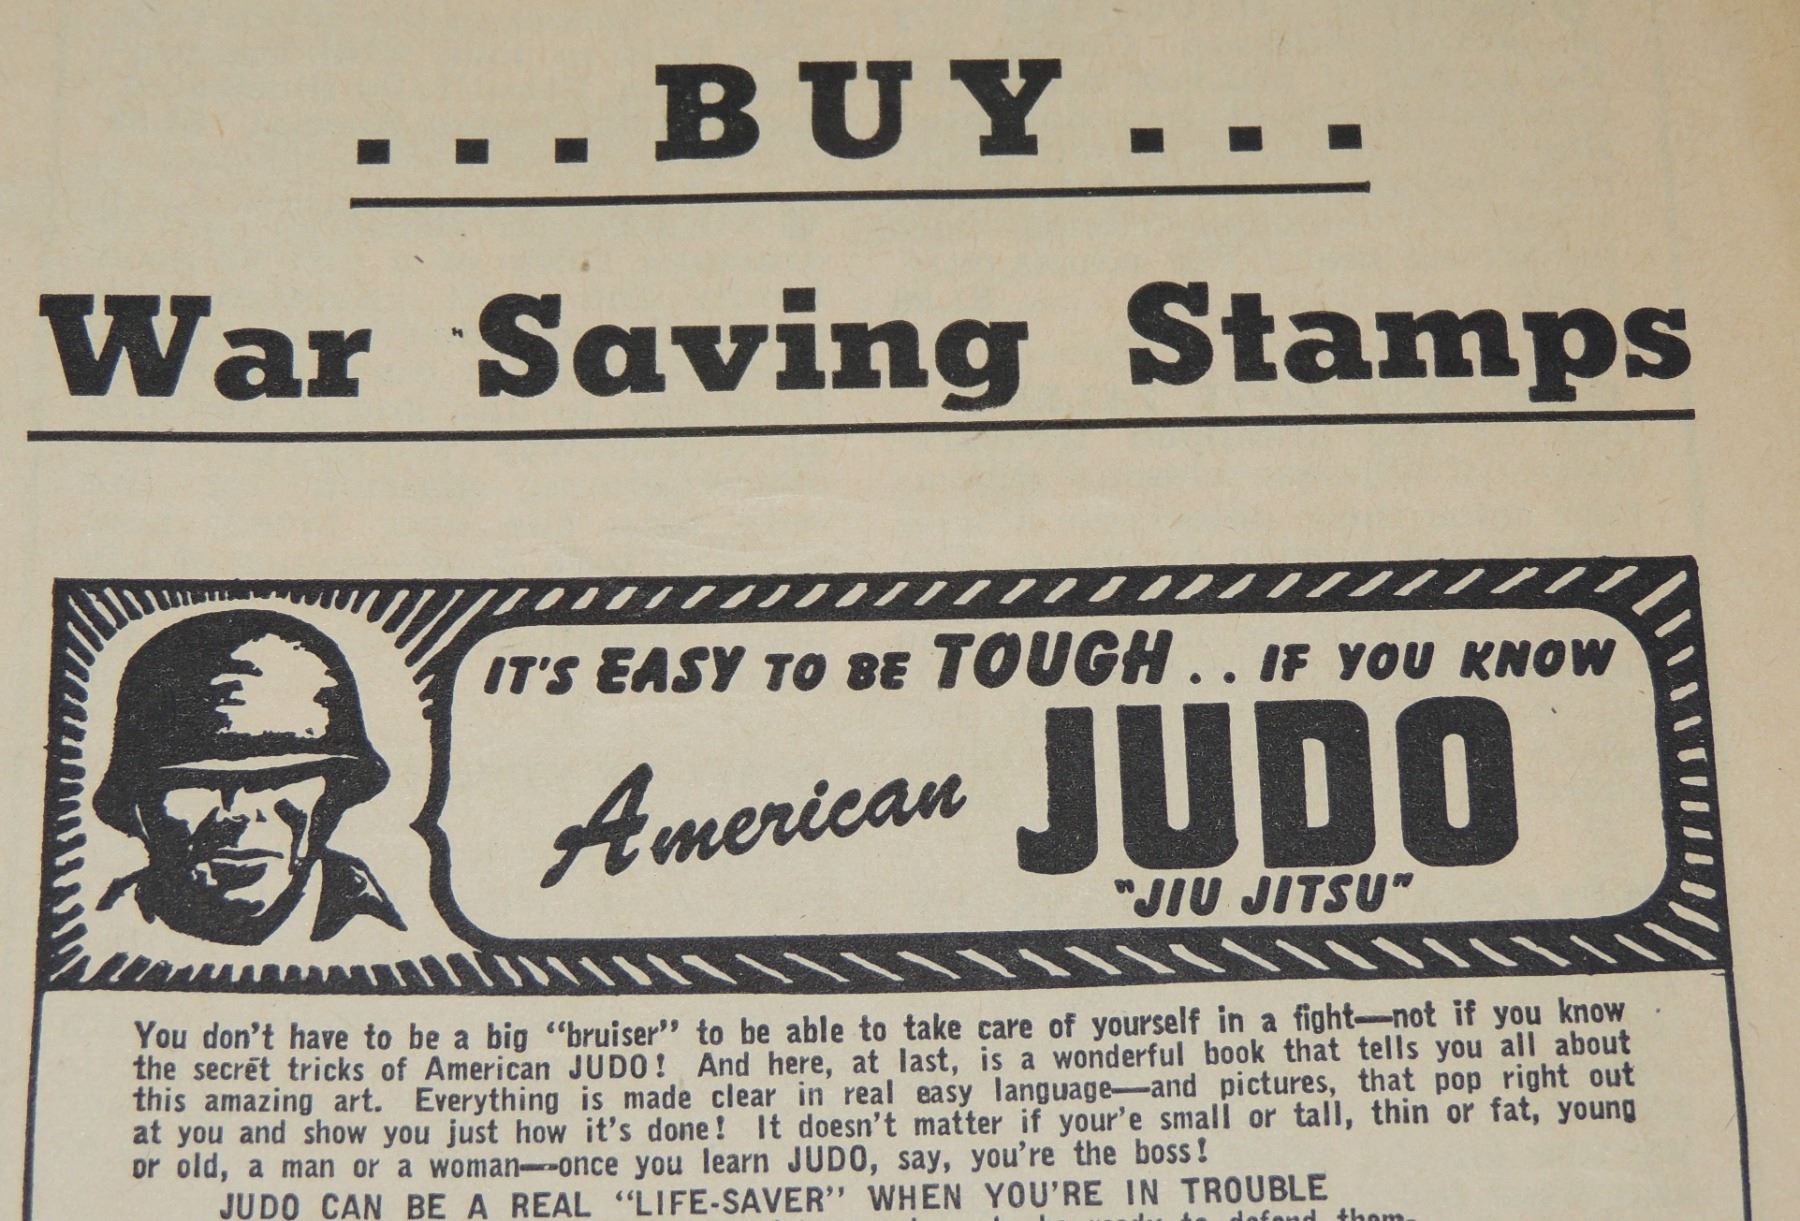 ...BUY...
War Saving Stamps
IT'S EASY TO BE TOUGH..IF YOU KNOW
American JUDO
"JIU JITSU"
You don't have to be a big "bruiser" to be able to take care of yourself in a fight—not if you know
the secret tricks of American JUDO! And here, at last, is a wonderful book that tells you all about
this amazing art. Everything is made clear in real easy language—and pictures, that pop right out
at you and show you just how it's done! It doesn't matter if your'e small or tall, thin or fat, young
or old, a man or a woman—once you learn JUDO, say, you're the boss!
JUDO CAN BE A REAL "LIFE-SAVER" WHEN YOU'RE IN TROUBLE
ready to defend them-